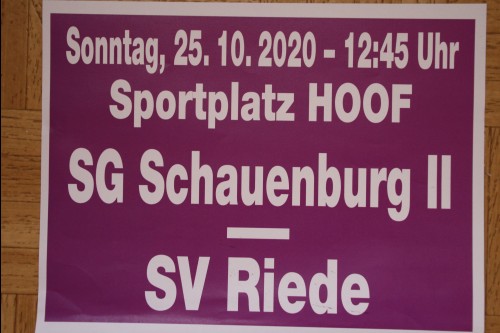 Sonntag, 25. 10. 2020 – 12:45 Uhr
Sportplatz HOOF
SG Schauenburg II
—
SV Riede